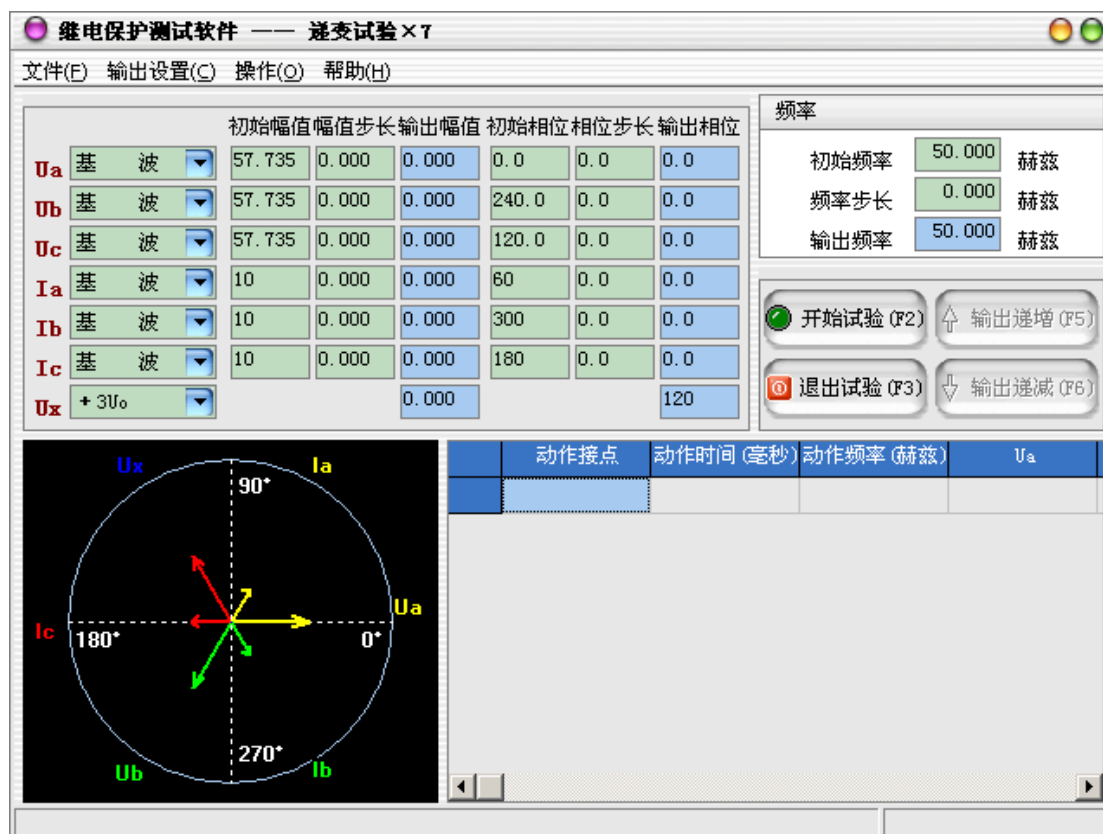 继电保护测试软件 —— 递变试验×7
文件(F) 输出设置(C) 操作(O) 帮助(H)
初始幅值 幅值步长 输出幅值 初始相位 相位步长 输出相位
Ua 基 波 57.735 0.000 0.000 0.0 0.0 0.0
Ub 基 波 57.735 0.000 0.000 240.0 0.0 0.0
Uc 基 波 57.735 0.000 0.000 120.0 0.0 0.0
Ia 基 波 10 0.000 0.000 60 0.0 0.0
Ib 基 波 10 0.000 0.000 300 0.0 0.0
Ic 基 波 10 0.000 0.000 180 0.0 0.0
Ux + 3U₀ 0.000 120
频率
初始频率 50.000 赫兹
频率步长 0.000 赫兹
输出频率 50.000 赫兹
开始试验(F2) 输出递增(F5)
退出试验(F3) 输出递减(F6)
Ux Ia
90°
Ua
Ic 180° 0°
270°
Ub Ib
动作接点 动作时间(毫秒) 动作频率(赫兹) Ua